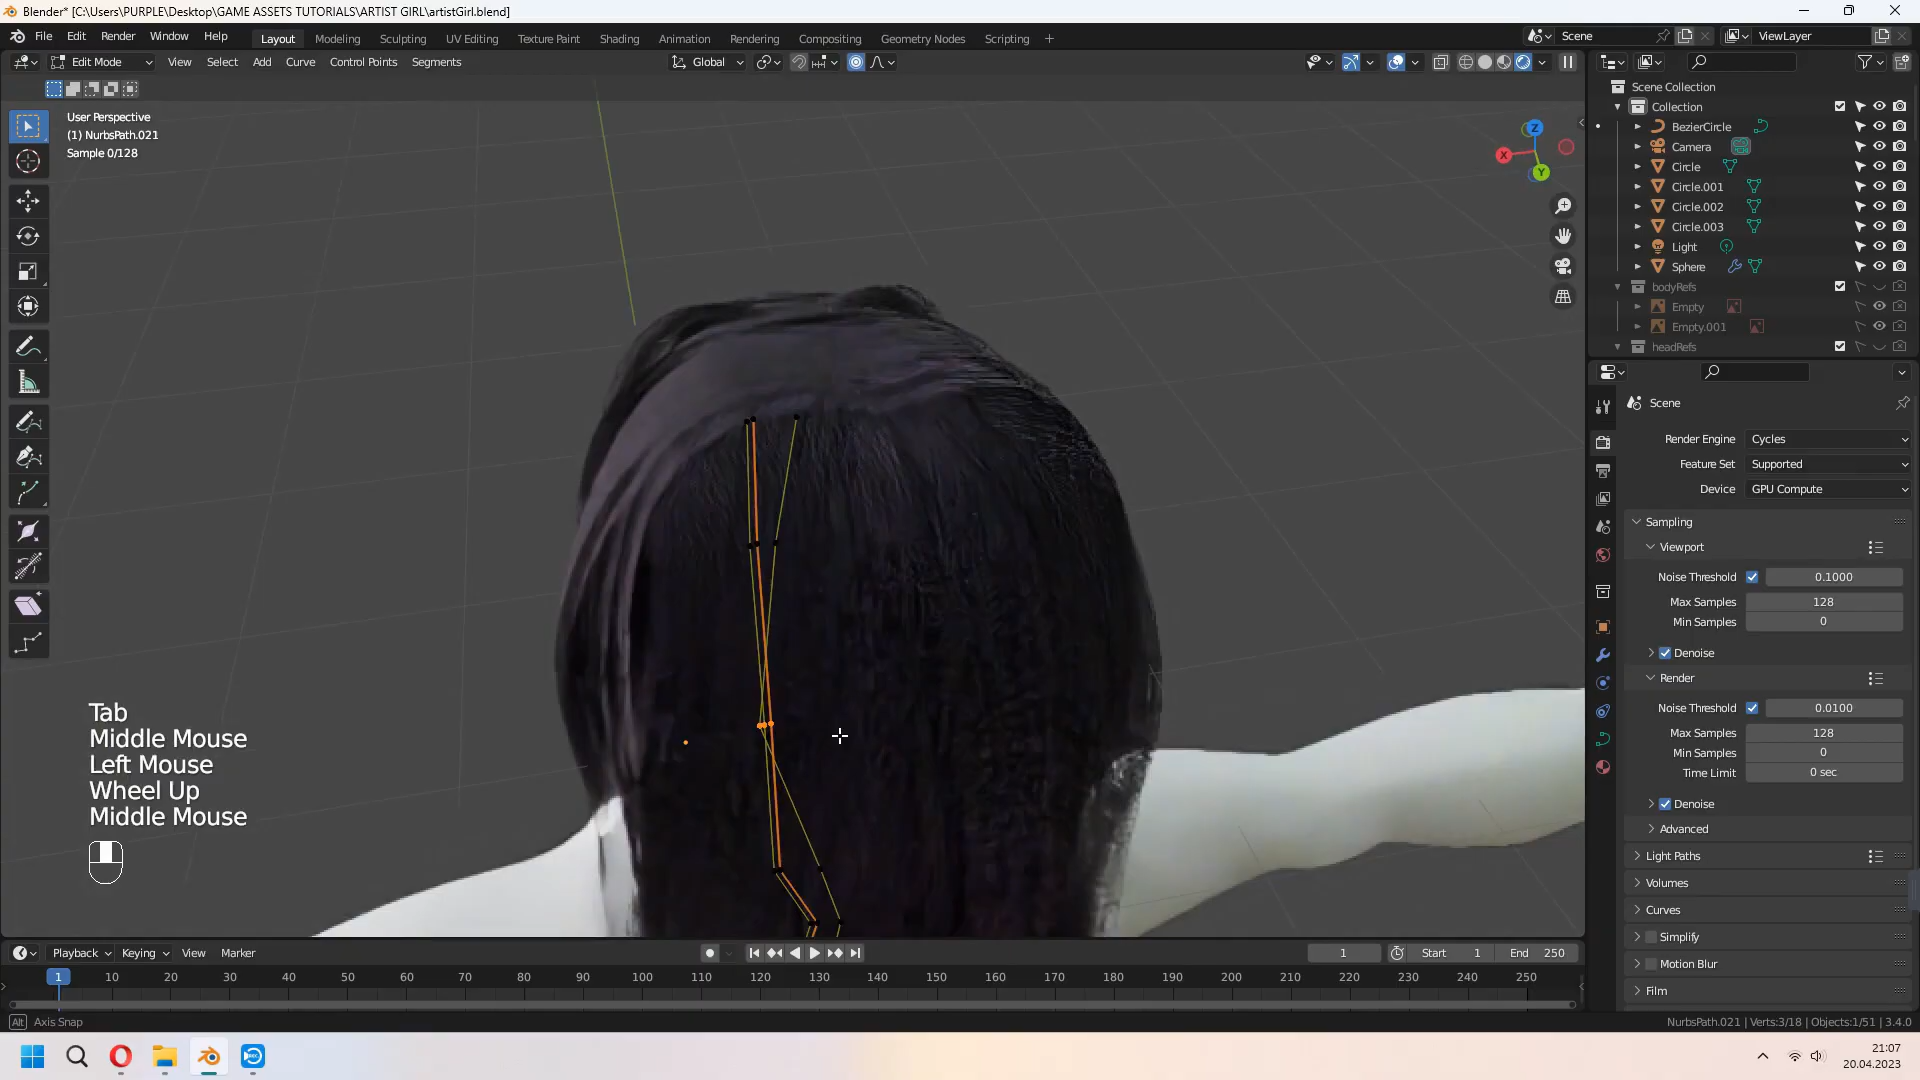 Blender* [C:\Users\PURPLE\Desktop\GAME ASSETS TUTORIALS\ARTIST GIRL\artistGirl.blend]
File Edit Render Window Help Layout Modeling Sculpting UV Editing Texture Paint Shading Animation Rendering Compositing Geometry Nodes Scripting + Scene ViewLayer
Edit Mode View Select Add Curve Control Points Segments Global
User Perspective
(1) NurbsPath.021
Sample 0/128
Z
X
Y
Tab
Middle Mouse
Left Mouse
Wheel Up
Middle Mouse
Scene Collection
Collection
BezierCircle
Camera
Circle
Circle.001
Circle.002
Circle.003
Light
Sphere
bodyRefs
Empty
Empty.001
headRefs
Scene
Render Engine Cycles
Feature Set Supported
Device GPU Compute
Sampling
Viewport
Noise Threshold 0.1000
Max Samples 128
Min Samples 0
Denoise
Render
Noise Threshold 0.0100
Max Samples 128
Min Samples 0
Time Limit 0 sec
Denoise
Advanced
Light Paths
Volumes
Curves
Simplify
Motion Blur
Film
Playback Keying View Marker 1 Start 1 End 250
1 10 20 30 40 50 60 70 80 90 100 110 120 130 140 150 160 170 180 190 200 210 220 230 240 250
Alt Axis Snap NurbsPath.021 | Verts:3/18 | Objects:1/51 | 3.4.0
21:07
20.04.2023